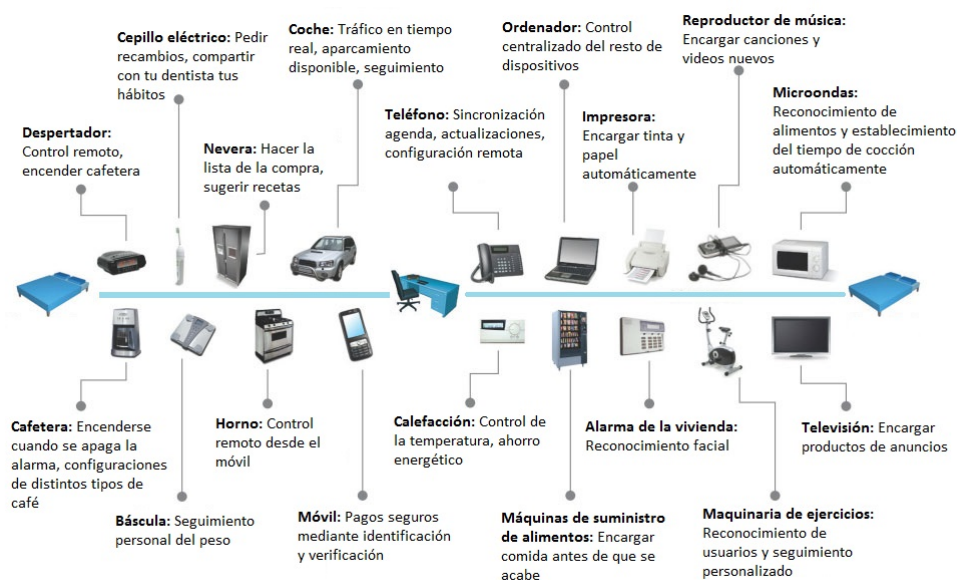 Cepillo eléctrico: Pedir
recambios, compartir
con tu dentista tus
hábitos
Coche: Tráfico en tiempo
real, aparcamiento
disponible, seguimiento
Ordenador: Control
centralizado del resto de
dispositivos
Reproductor de música:
Encargar canciones y
videos nuevos
Despertador:
Control remoto,
encender cafetera
Nevera: Hacer la
lista de la compra,
sugerir recetas
Teléfono: Sincronización
agenda, actualizaciones,
configuración remota
Impresora:
Encargar tinta y
papel
automáticamente
Microondas:
Reconocimiento de
alimentos y establecimiento
del tiempo de cocción
automáticamente
Cafetera: Encenderse
cuando se apaga la
alarma, configuraciones
de distintos tipos de
café
Horno: Control
remoto desde el
móvil
Calefacción: Control de
la temperatura, ahorro
energético
Alarma de la vivienda:
Reconocimiento facial
Televisión: Encargar
productos de anuncios
Báscula: Seguimiento
personal del peso
Móvil: Pagos seguros
mediante identificación
y verificación
Máquinas de suministro
de alimentos: Encargar
comida antes de que se
acabe
Maquinaria de ejercicios:
Reconocimiento de
usuarios y seguimiento
personalizado